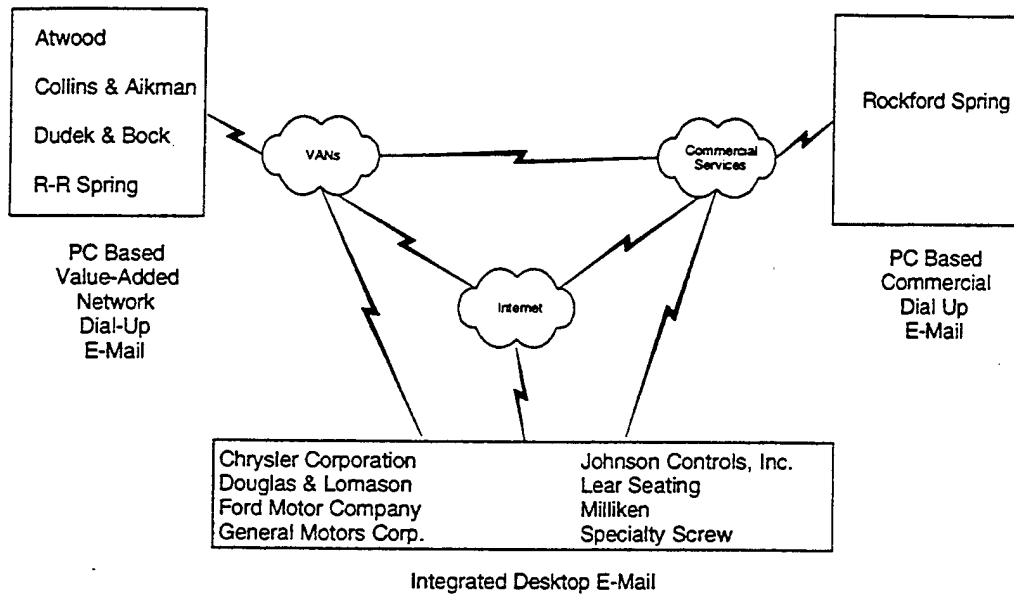 Atwood
Collins & Aikman
Dudek & Bock
R-R Spring
PC Based
Value-Added
Network
Dial-Up
E-Mail
VANs
Commercial
Services
Internet
Rockford Spring
PC Based
Commercial
Dial Up
E-Mail
Chrysler Corporation
Douglas & Lomason
Ford Motor Company
General Motors Corp.
Johnson Controls, Inc.
Lear Seating
Milliken
Specialty Screw
Integrated Desktop E-Mail